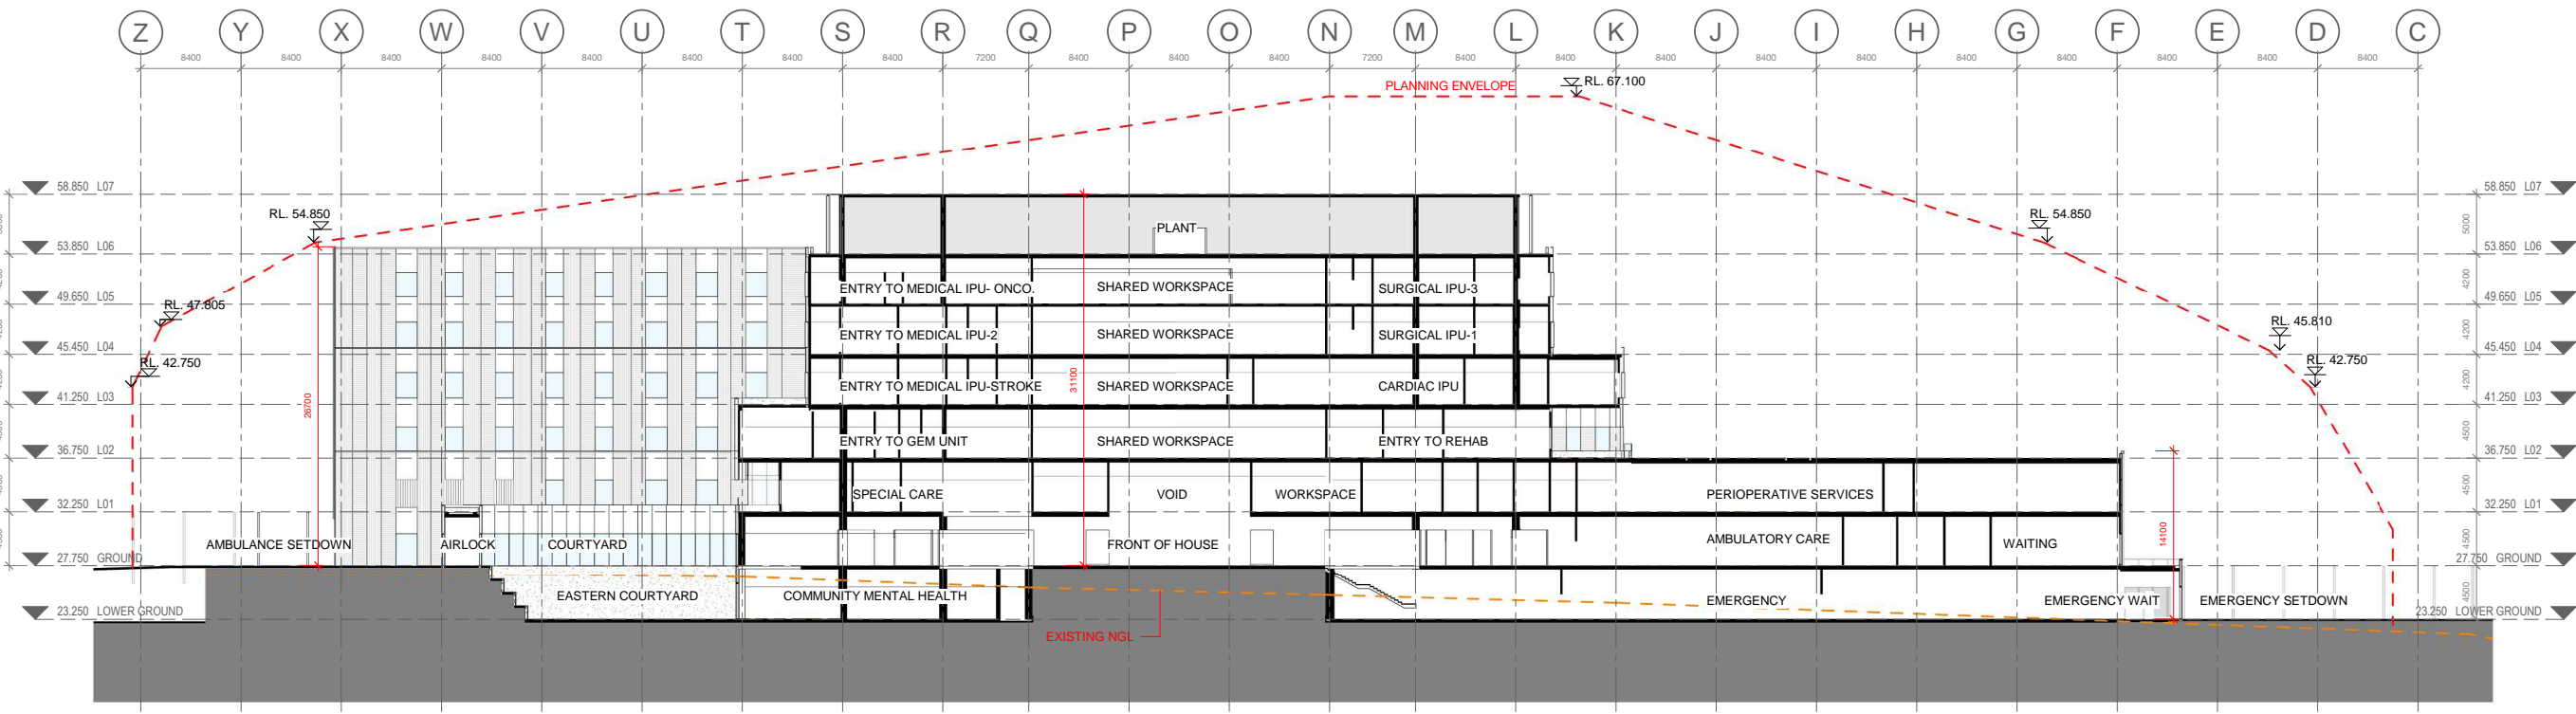 Z Y X W V U T S R Q P O N M L K J I H G F E D C
8400 8400 8400 8400 8400 8400 8400 8400 7200 8400 8400 8400 7200 8400 8400 8400 8400 8400 8400 8400 8400 8400 8400
PLANNING ENVELOPE
RL. 67.100
58.850 L07
58.850 L07
RL. 54.850
RL. 54.850
PLANT
5000
53.850 L06
53.850 L06
4200
ENTRY TO MEDICAL IPU- ONCO.
SHARED WORKSPACE
SURGICAL IPU-3
49.650 L05
49.650 L05
RL. 47.805
RL. 45.810
4200
ENTRY TO MEDICAL IPU-2
SHARED WORKSPACE
SURGICAL IPU-1
45.450 L04
45.450 L04
RL. 42.750
RL. 42.750
4200
31100
ENTRY TO MEDICAL IPU-STROKE
SHARED WORKSPACE
CARDIAC IPU
41.250 L03
41.250 L03
26700
4500
ENTRY TO GEM UNIT
SHARED WORKSPACE
ENTRY TO REHAB
36.750 L02
36.750 L02
4500
SPECIAL CARE
VOID
WORKSPACE
PERIOPERATIVE SERVICES
32.250 L01
32.250 L01
14100
4500
AMBULANCE SETDOWN
AIRLOCK
COURTYARD
FRONT OF HOUSE
AMBULATORY CARE
WAITING
27.750 GROUND
27.750 GROUND
4500
EASTERN COURTYARD
COMMUNITY MENTAL HEALTH
EMERGENCY
EMERGENCY WAIT
EMERGENCY SETDOWN
23.250 LOWER GROUND
23.250 LOWER GROUND
EXISTING NGL